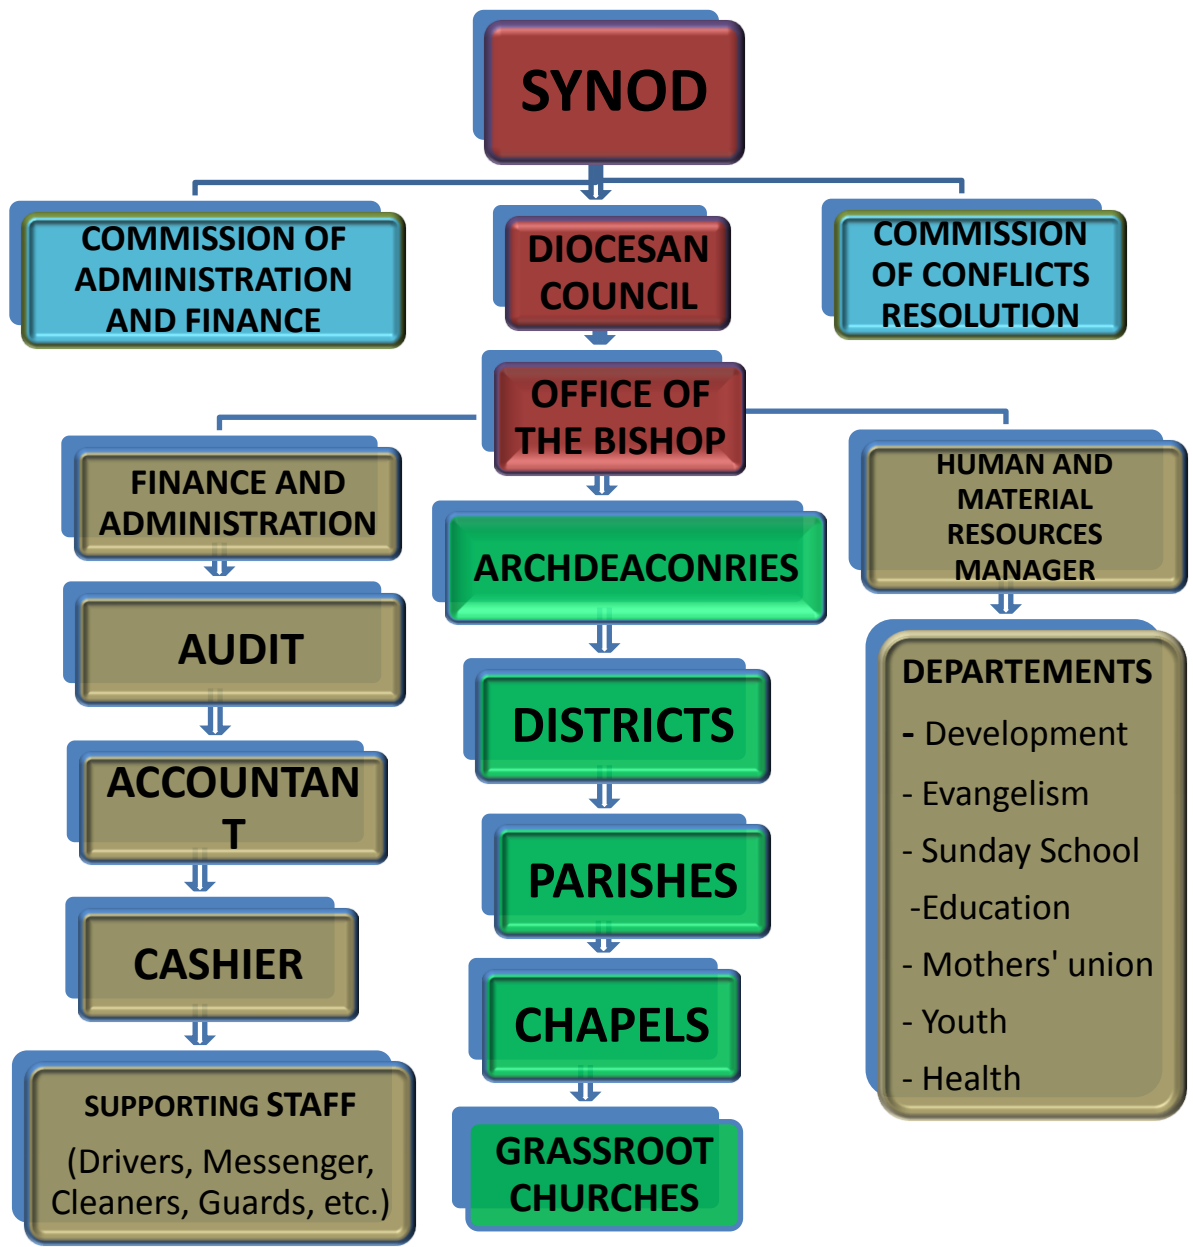 SYNOD
COMMISSION OF
ADMINISTRATION
AND FINANCE
DIOCESAN
COUNCIL
COMMISSION
OF CONFLICTS
RESOLUTION
OFFICE OF
THE BISHOP
FINANCE AND
ADMINISTRATION
HUMAN AND
MATERIAL
RESOURCES
MANAGER
ARCHDEACONRIES
AUDIT
DISTRICTS
ACCOUNTAN
T
PARISHES
CASHIER
CHAPELS
SUPPORTING STAFF
(Drivers, Messenger,
Cleaners, Guards, etc.)
GRASSROOT
CHURCHES
DEPARTEMENTS
- Development
- Evangelism
- Sunday School
-Education
- Mothers' union
- Youth
- Health